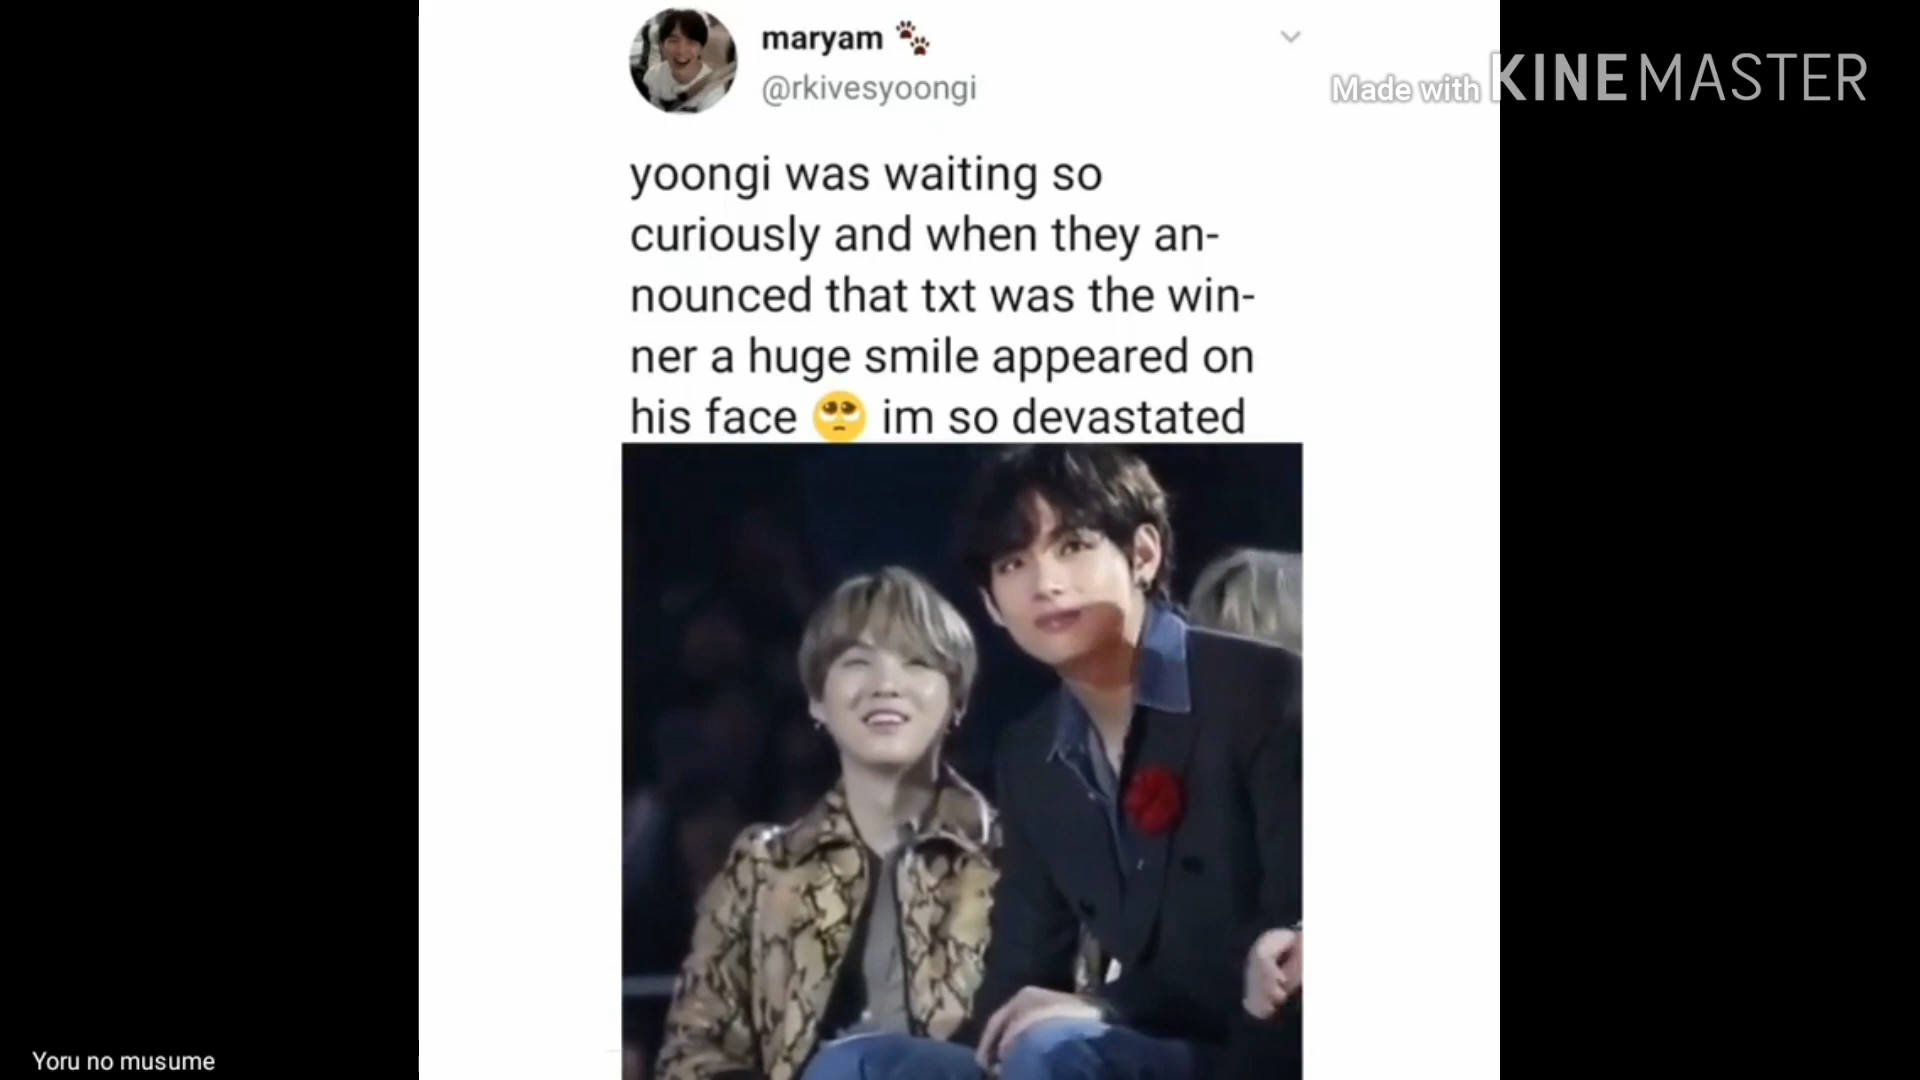 maryam 🐾
@rkivesyoongi
Made with KINEMASTER
yoongi was waiting so
curiously and when they an-
nounced that txt was the win-
ner a huge smile appeared on
his face 🥺 im so devastated
Yoru no musume